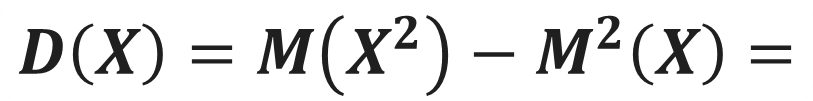 D(X) = M(X²) − M²(X) =